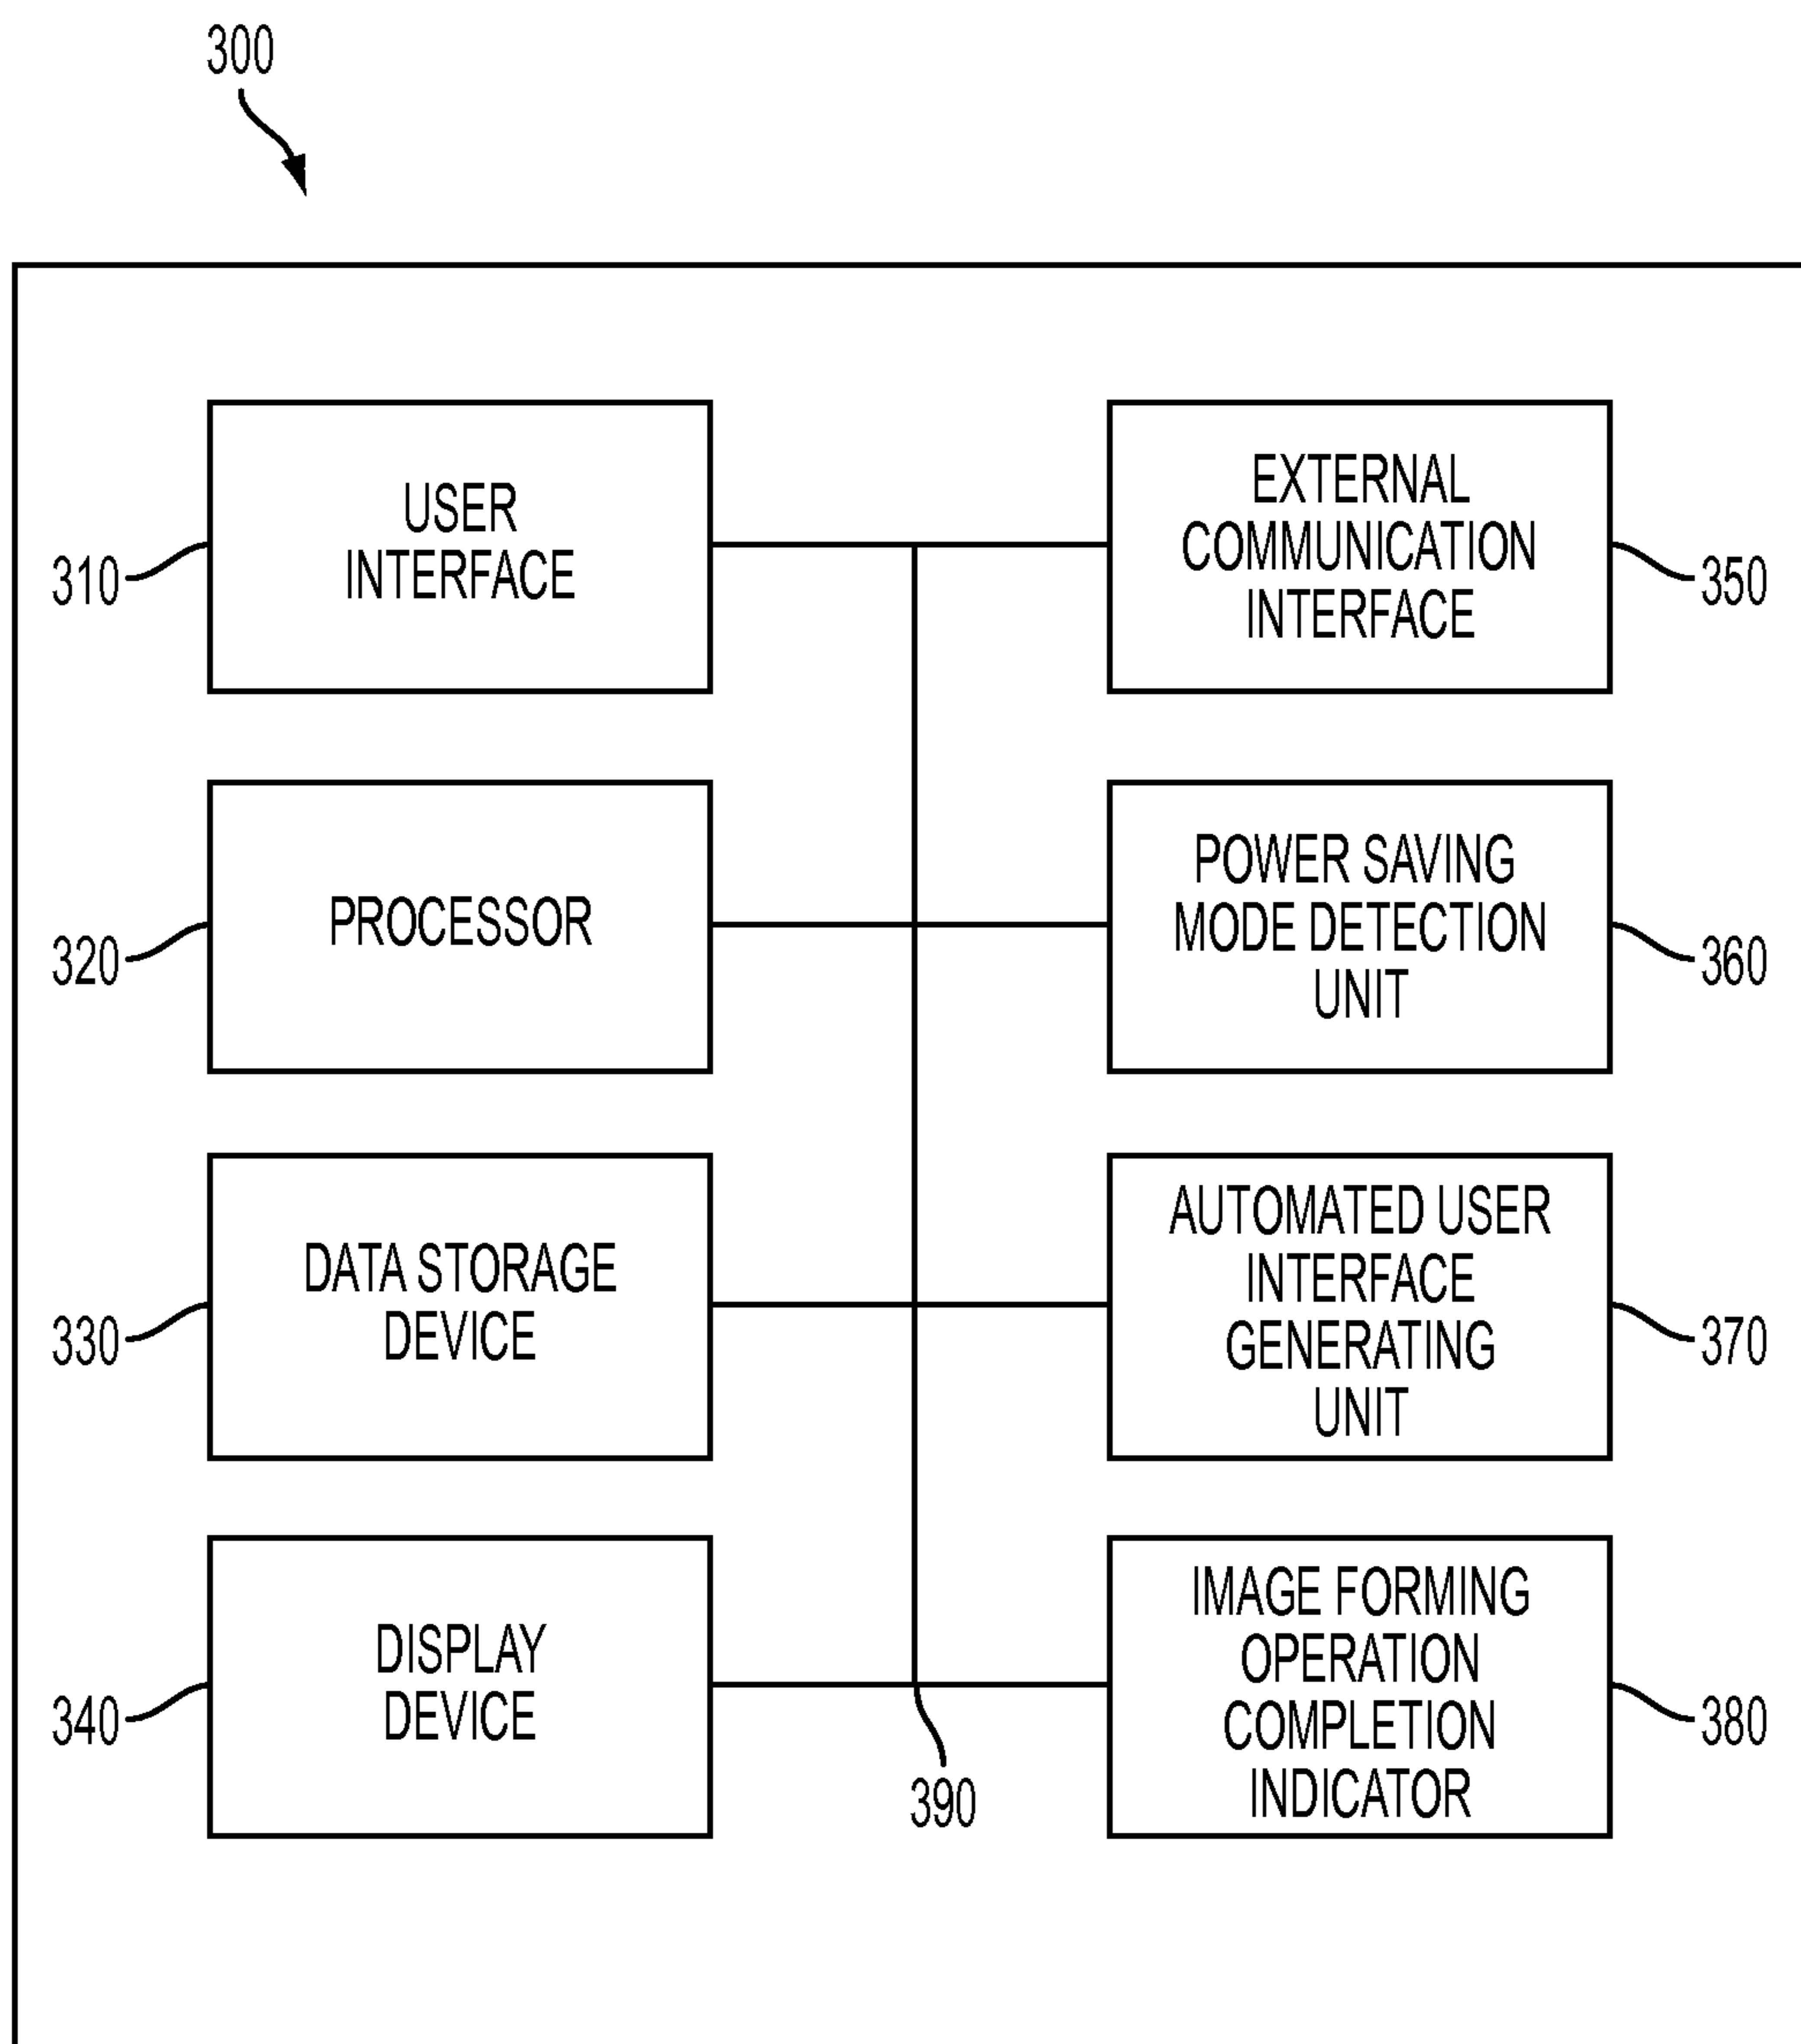 300
USER
INTERFACE
310
EXTERNAL
COMMUNICATION
INTERFACE
350
PROCESSOR
320
POWER SAVING
MODE DETECTION
UNIT
360
DATA STORAGE
DEVICE
330
AUTOMATED USER
INTERFACE
GENERATING
UNIT
370
DISPLAY
DEVICE
340
IMAGE FORMING
OPERATION
COMPLETION
INDICATOR
380
390